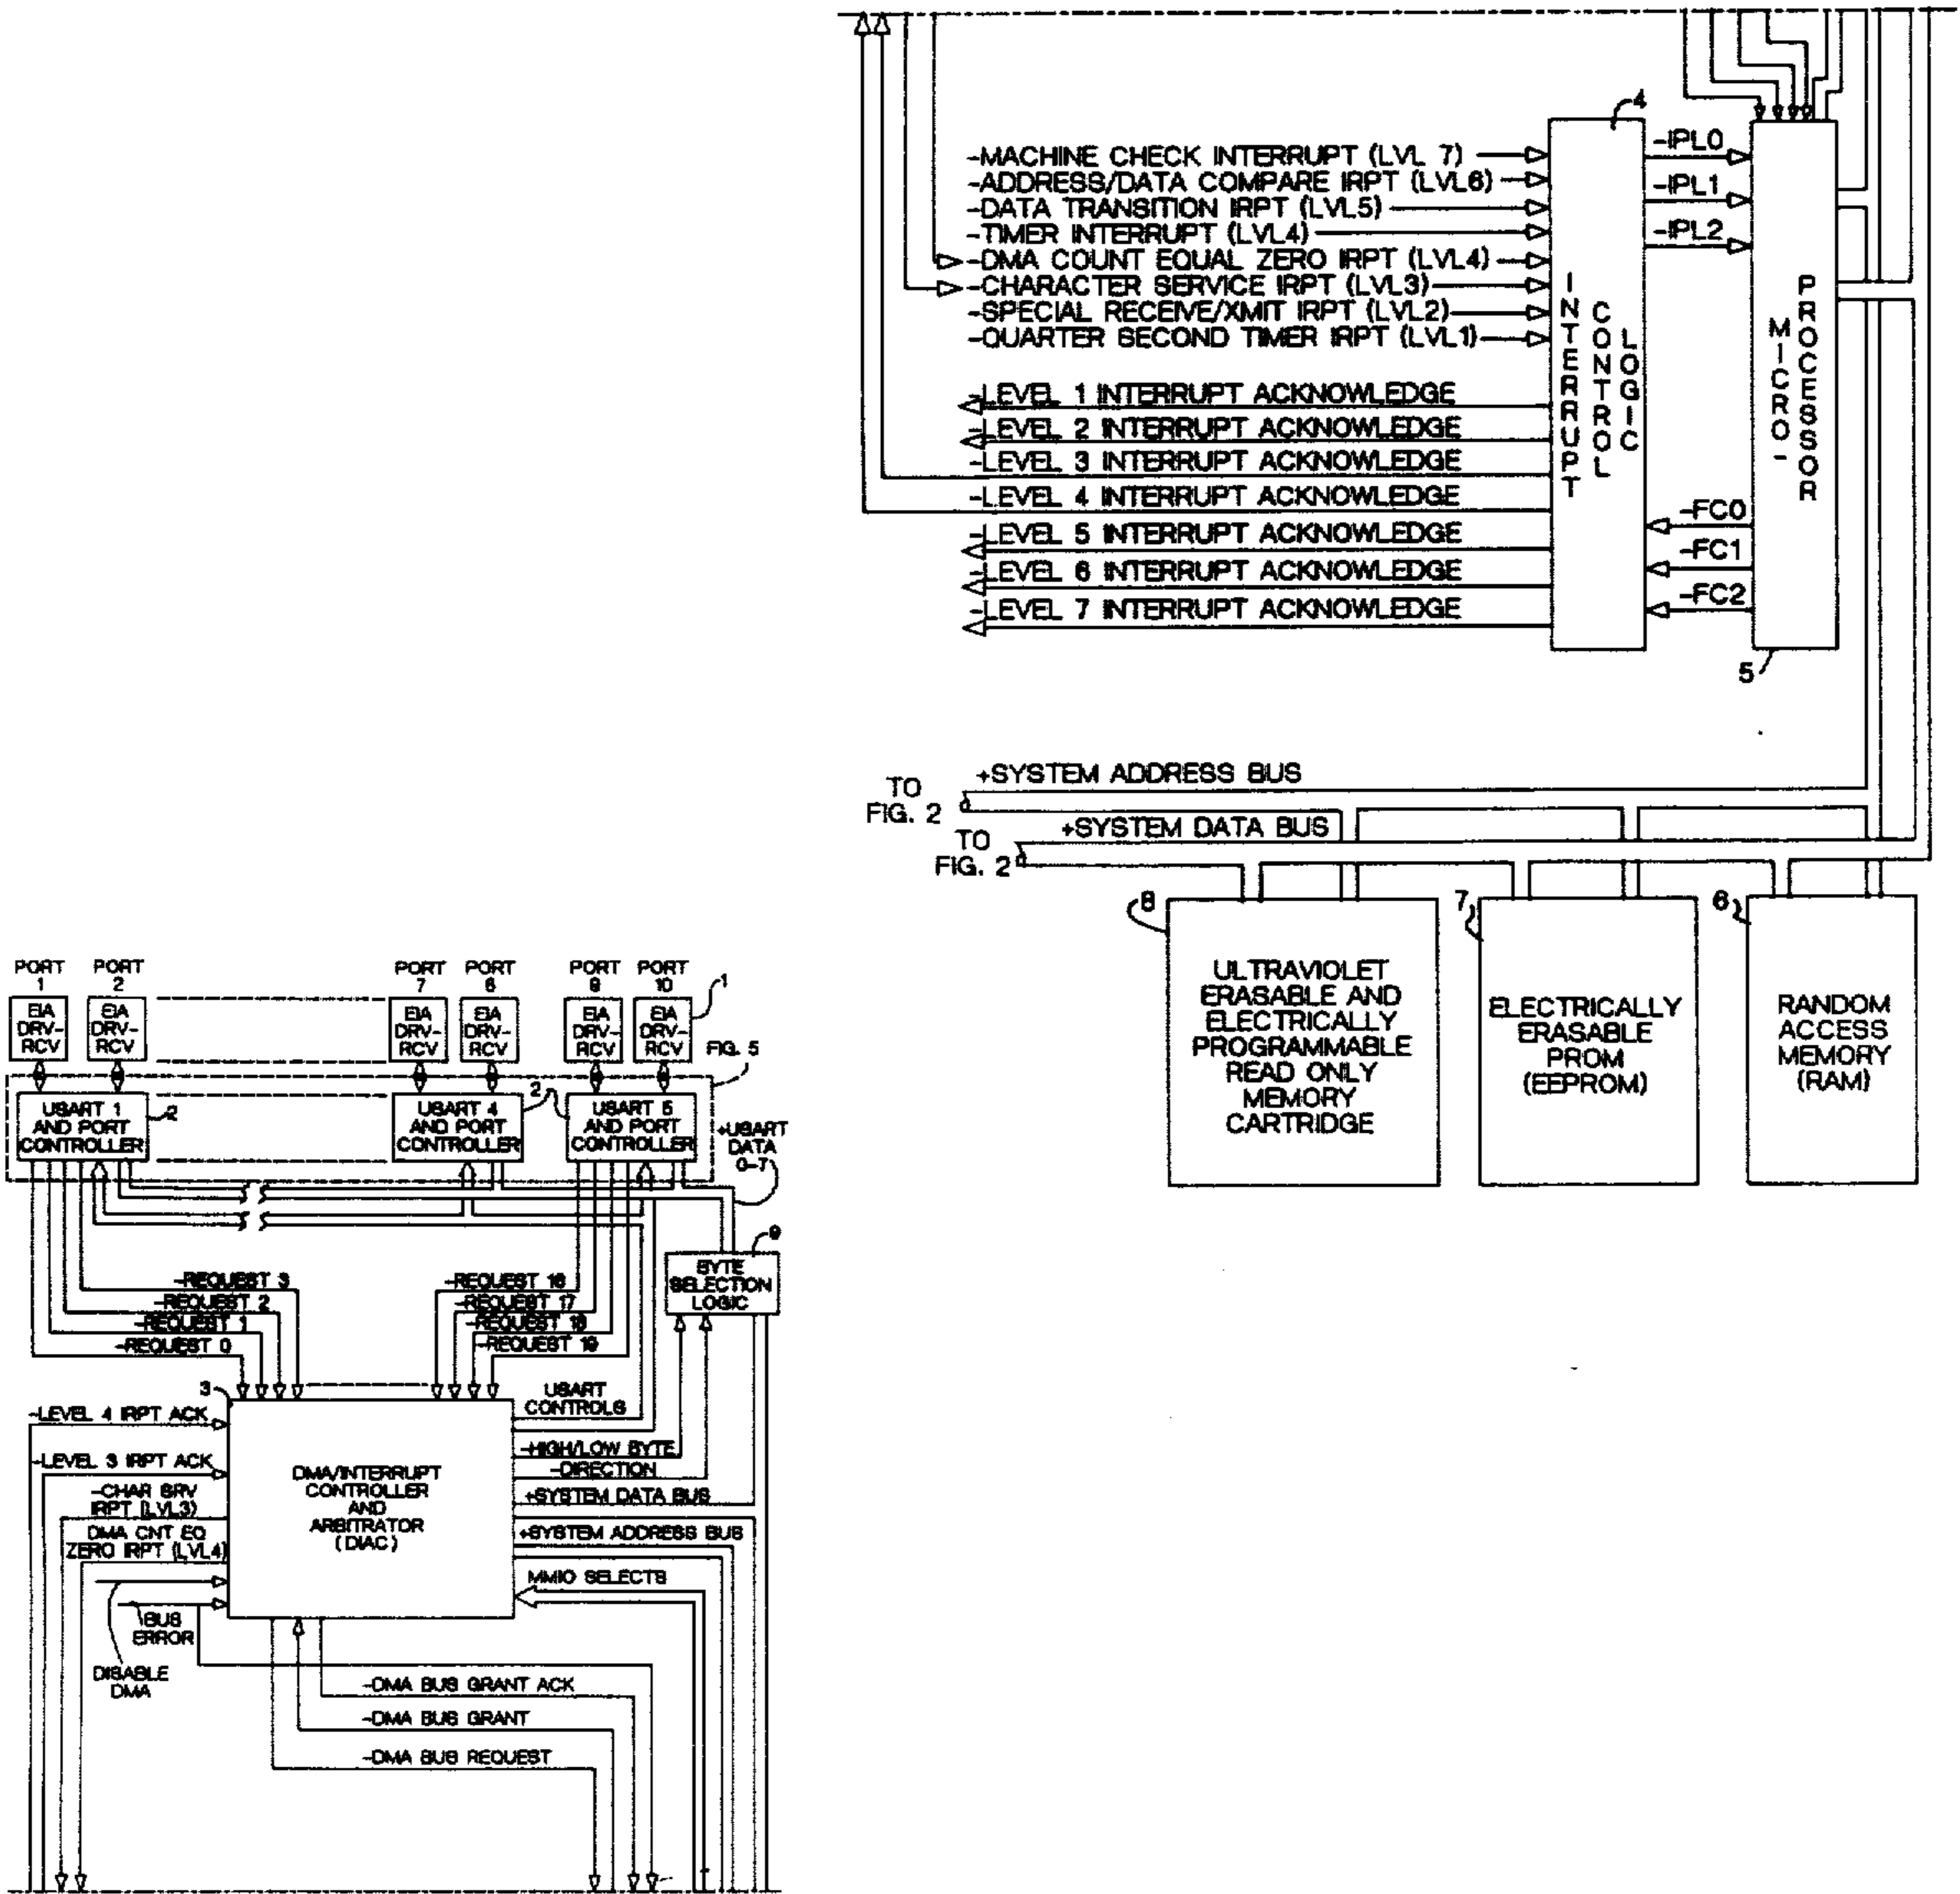 4
-MACHINE CHECK INTERRUPT (LVL 7)
-ADDRESS/DATA COMPARE IRPT (LVL6)
-DATA TRANSITION IRPT (LVL5)
-TIMER INTERRUPT (LVL4)
-DMA COUNT EQUAL ZERO IRPT (LVL4)
-CHARACTER SERVICE IRPT (LVL3)
-SPECIAL RECEIVE/XMIT IRPT (LVL2)
-QUARTER SECOND TIMER IRPT (LVL1)
-LEVEL 1 INTERRUPT ACKNOWLEDGE
-LEVEL 2 INTERRUPT ACKNOWLEDGE
-LEVEL 3 INTERRUPT ACKNOWLEDGE
-LEVEL 4 INTERRUPT ACKNOWLEDGE
-LEVEL 5 INTERRUPT ACKNOWLEDGE
-LEVEL 6 INTERRUPT ACKNOWLEDGE
-LEVEL 7 INTERRUPT ACKNOWLEDGE
INTERRUPT
CONTROL
LOGIC
-IPL0
-IPL1
-IPL2
-FC0
-FC1
-FC2
MICRO-
PROCESSOR
5
+SYSTEM ADDRESS BUS
TO
FIG. 2
+SYSTEM DATA BUS
TO
FIG. 2
8
ULTRAVIOLET
ERASABLE AND
ELECTRICALLY
PROGRAMMABLE
READ ONLY
MEMORY
CARTRIDGE
7
ELECTRICALLY
ERASABLE
PROM
(EEPROM)
6
RANDOM
ACCESS
MEMORY
(RAM)
PORT
1
PORT
2
PORT
7
PORT
8
PORT
9
PORT
10
1
EIA
DRV-
RCV
EIA
DRV-
RCV
EIA
DRV-
RCV
EIA
DRV-
RCV
EIA
DRV-
RCV
EIA
DRV-
RCV
FIG. 5
USART 1
AND PORT
CONTROLLER
2
USART 4
AND PORT
CONTROLLER
2
USART 5
AND PORT
CONTROLLER
+USART
DATA
0-7
9
BYTE
SELECTION
LOGIC
-REQUEST 3
-REQUEST 2
-REQUEST 1
-REQUEST 0
-REQUEST 16
-REQUEST 17
-REQUEST 18
-REQUEST 19
3
-LEVEL 4 IRPT ACK
-LEVEL 3 IRPT ACK
-CHAR SRV
IRPT (LVL3)
DMA CNT EQ
ZERO IRPT (LVL4)
BUS
ERROR
DISABLE
DMA
DMA/INTERRUPT
CONTROLLER
AND
ARBITRATOR
(DIAC)
USART
CONTROLS
-HIGH/LOW BYTE
-DIRECTION
+SYSTEM DATA BUS
+SYSTEM ADDRESS BUS
MMIO SELECTS
-DMA BUS GRANT ACK
-DMA BUS GRANT
-DMA BUS REQUEST